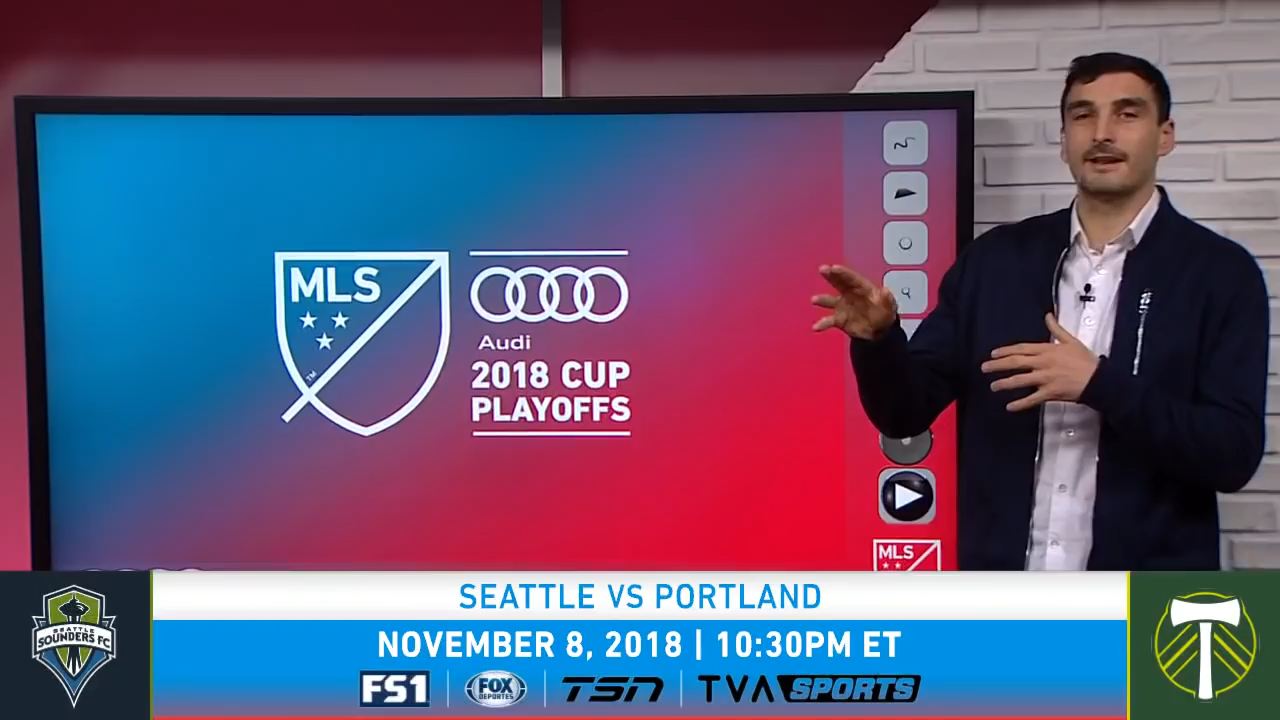 MLS
TM
Audi
2018 CUP
PLAYOFFS
MLS
SEATTLE VS PORTLAND
NOVEMBER 8, 2018 | 10:30PM ET
SEATTLE
SOUNDERS FC
FS1
FOX
DEPORTES
TSN
TVA SPORTS